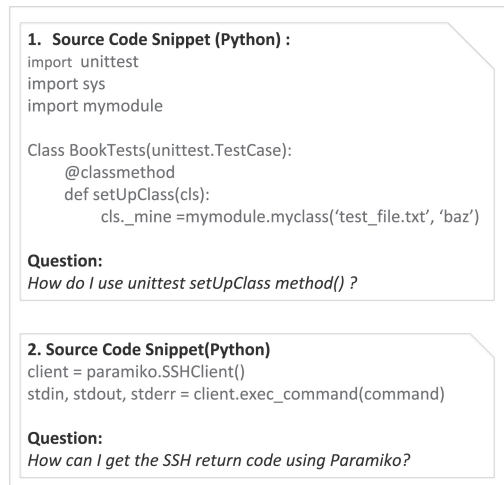 1. Source Code Snippet (Python) :
import unittest
import sys
import mymodule
Class BookTests(unittest.TestCase):
@classmethod
def setUpClass(cls):
cls._mine =mymodule.myclass(‘test_file.txt’, ‘baz’)
Question:
How do I use unittest setUpClass method() ?
2. Source Code Snippet(Python)
client = paramiko.SSHClient()
stdin, stdout, stderr = client.exec_command(command)
Question:
How can I get the SSH return code using Paramiko?